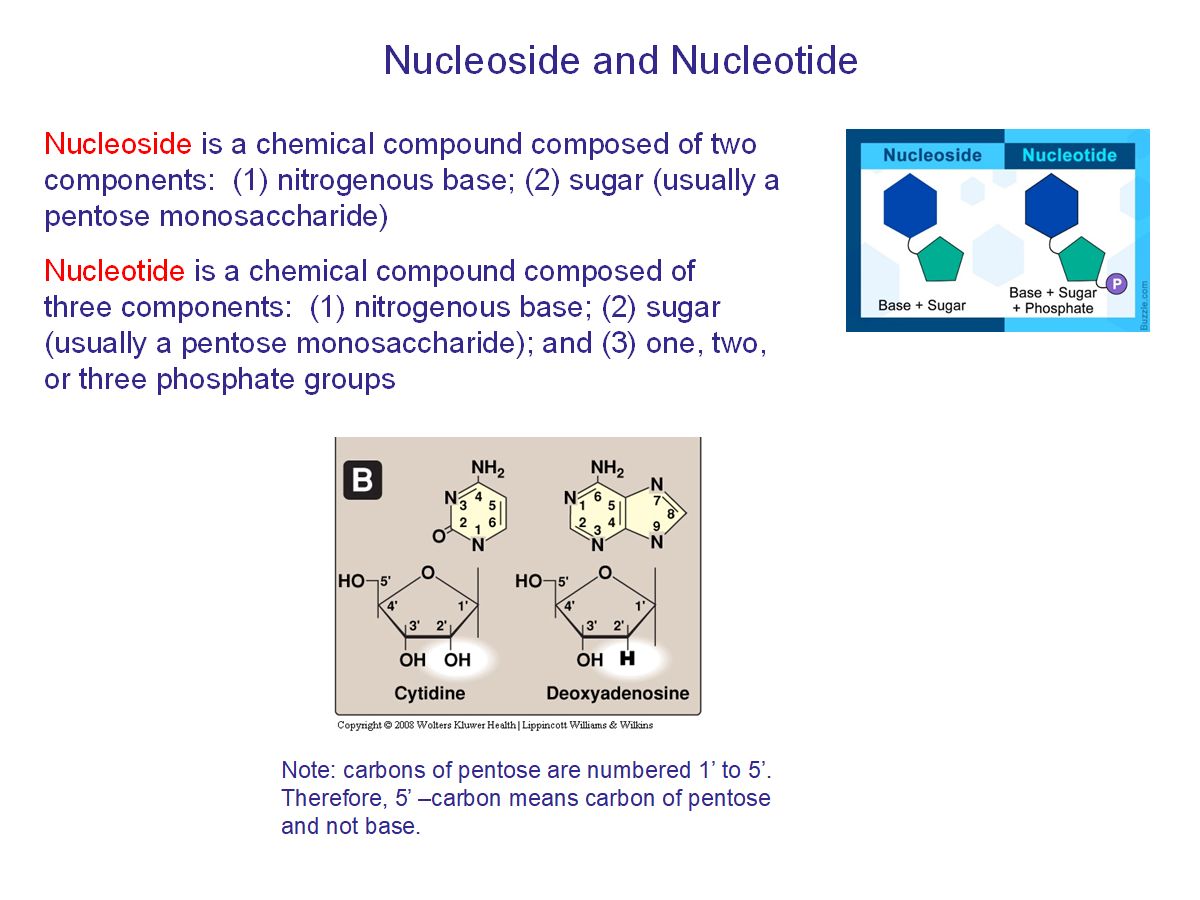 Nucleoside and Nucleotide
Nucleoside is a chemical compound composed of two
components:  (1) nitrogenous base; (2) sugar (usually a
pentose monosaccharide)
Nucleotide is a chemical compound composed of
three components:  (1) nitrogenous base; (2) sugar
(usually a pentose monosaccharide); and (3) one, two,
or three phosphate groups
Nucleoside
Nucleotide
P
Base + Sugar
Base + Sugar
+ Phosphate
Buzzle.com
B
NH2
N 3 4 5
2 1 6
O
N
HO 5' O
4' 1'
3' 2'
OH OH
Cytidine
NH2
N 1 6 5 N 7
2 3 4 9 8
N N
HO 5' O
4' 1'
3' 2'
OH H
Deoxyadenosine
Copyright © 2008 Wolters Kluwer Health | Lippincott Williams & Wilkins
Note: carbons of pentose are numbered 1’ to 5’.
Therefore, 5’ –carbon means carbon of pentose
and not base.